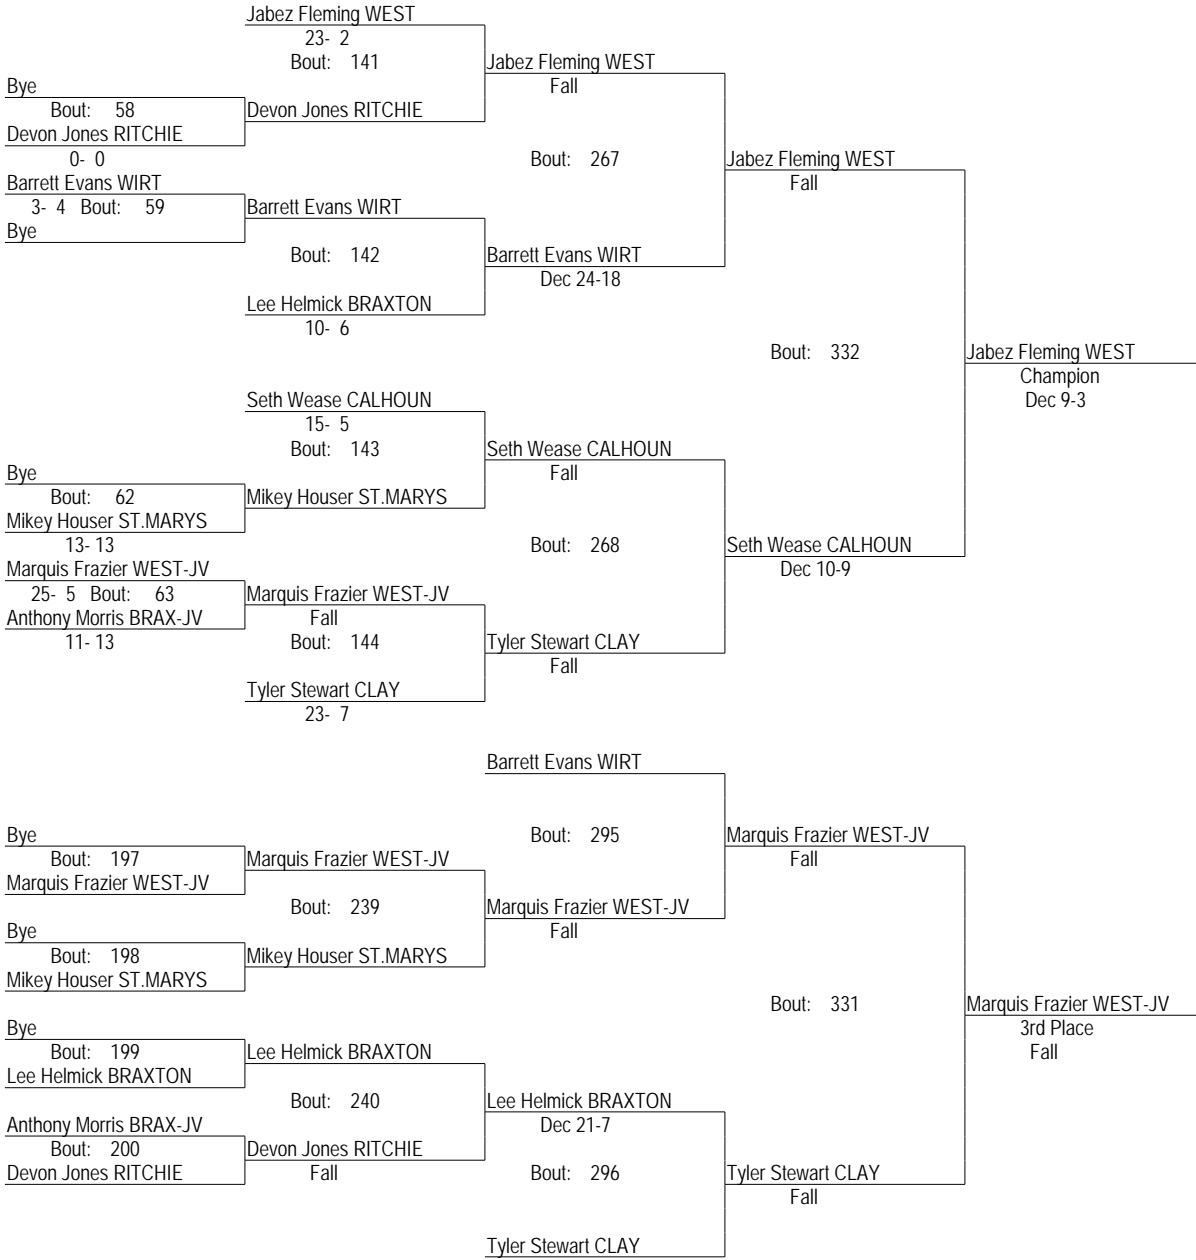 Jabez Fleming WEST
23- 2
Bout: 141
Jabez Fleming WEST
Fall
Bye
Bout: 58
Devon Jones RITCHIE
Devon Jones RITCHIE
0- 0
Bout: 267
Jabez Fleming WEST
Fall
Barrett Evans WIRT
3- 4 Bout: 59
Barrett Evans WIRT
Bye
Bout: 142
Barrett Evans WIRT
Dec 24-18
Lee Helmick BRAXTON
10- 6
Bout: 332
Jabez Fleming WEST
Champion
Dec 9-3
Seth Wease CALHOUN
15- 5
Bout: 143
Seth Wease CALHOUN
Fall
Bye
Bout: 62
Mikey Houser ST.MARYS
Mikey Houser ST.MARYS
13- 13
Bout: 268
Seth Wease CALHOUN
Dec 10-9
Marquis Frazier WEST-JV
25- 5 Bout: 63
Marquis Frazier WEST-JV
Fall
Anthony Morris BRAX-JV
11- 13
Bout: 144
Tyler Stewart CLAY
Fall
Tyler Stewart CLAY
23- 7
Barrett Evans WIRT
Bout: 295
Marquis Frazier WEST-JV
Fall
Bye
Bout: 197
Marquis Frazier WEST-JV
Marquis Frazier WEST-JV
Bout: 239
Marquis Frazier WEST-JV
Fall
Bye
Bout: 198
Mikey Houser ST.MARYS
Mikey Houser ST.MARYS
Bout: 331
Marquis Frazier WEST-JV
3rd Place
Fall
Bye
Bout: 199
Lee Helmick BRAXTON
Lee Helmick BRAXTON
Bout: 240
Lee Helmick BRAXTON
Dec 21-7
Anthony Morris BRAX-JV
Bout: 200
Devon Jones RITCHIE
Devon Jones RITCHIE
Fall
Bout: 296
Tyler Stewart CLAY
Fall
Tyler Stewart CLAY